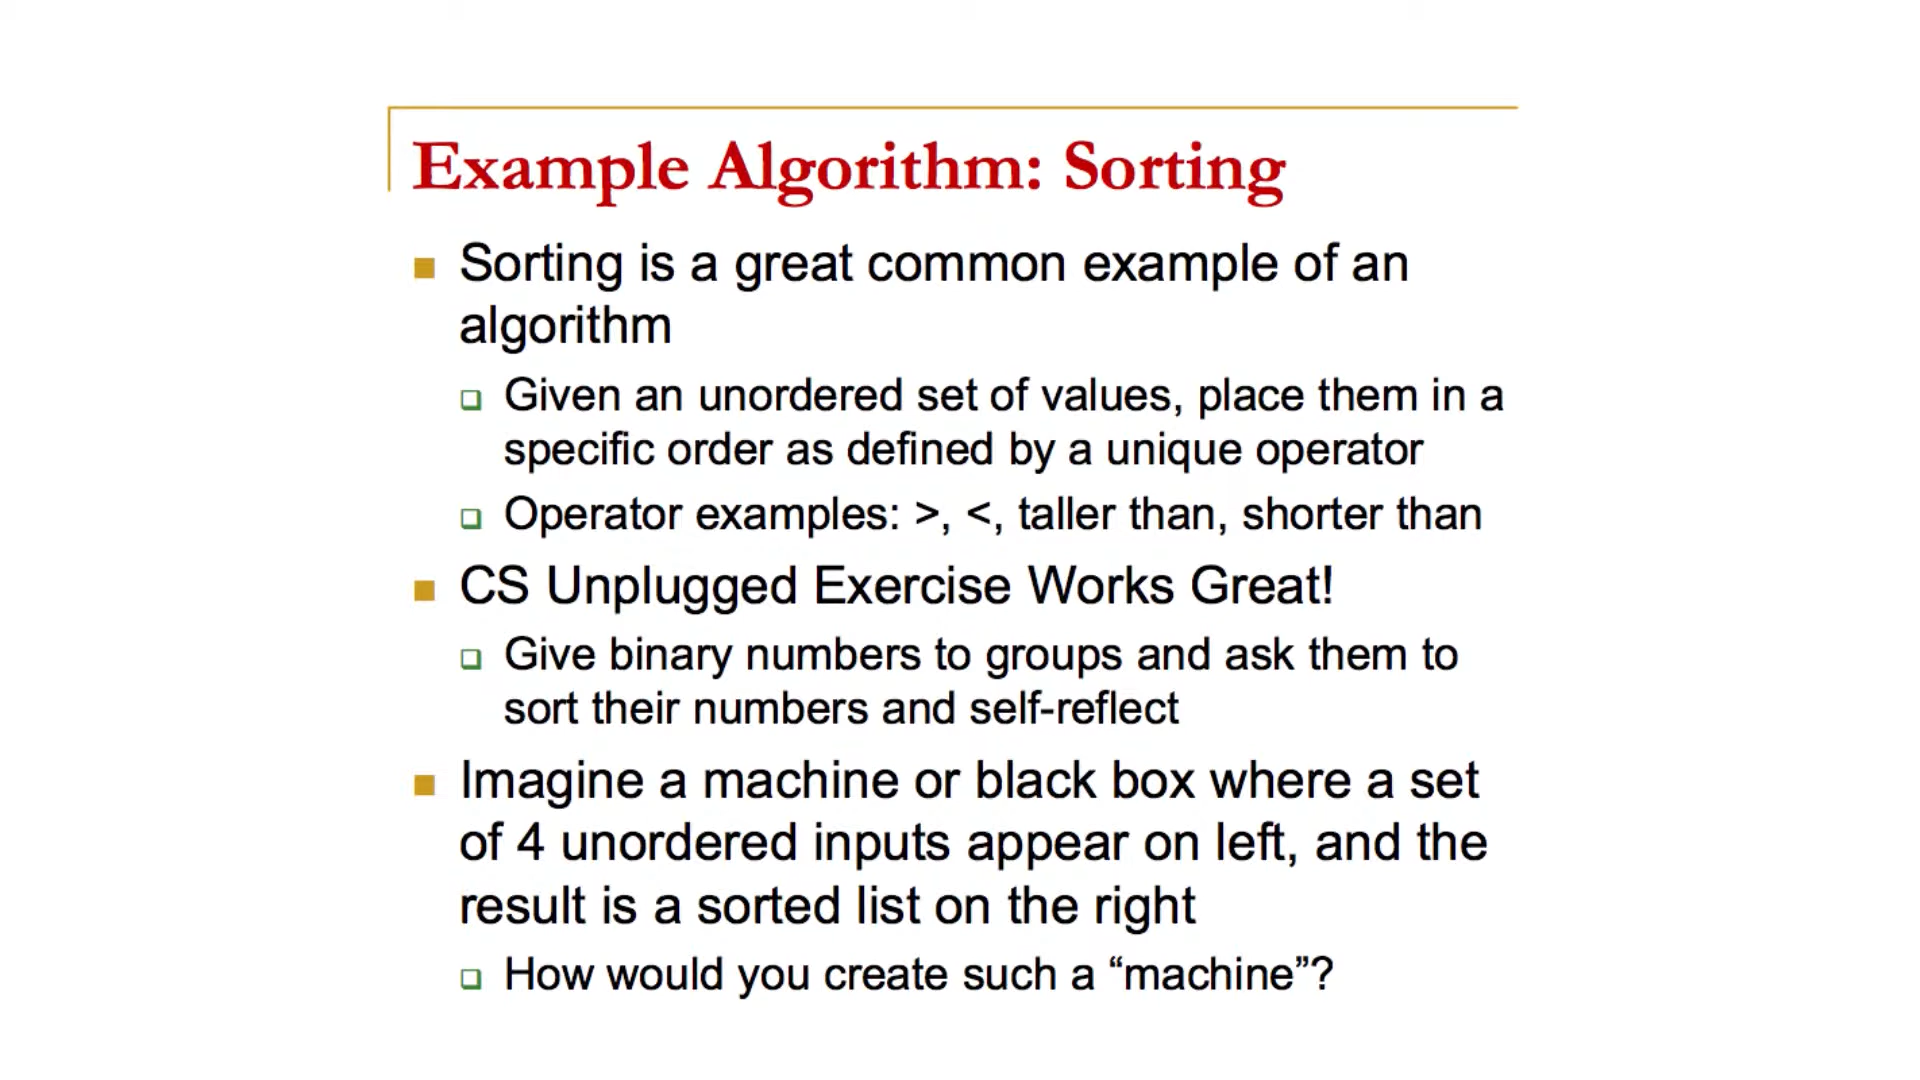 Example Algorithm: Sorting
Sorting is a great common example of an
algorithm
Given an unordered set of values, place them in a
specific order as defined by a unique operator
Operator examples: >, <, taller than, shorter than
CS Unplugged Exercise Works Great!
Give binary numbers to groups and ask them to
sort their numbers and self-reflect
Imagine a machine or black box where a set
of 4 unordered inputs appear on left, and the
result is a sorted list on the right
How would you create such a “machine”?